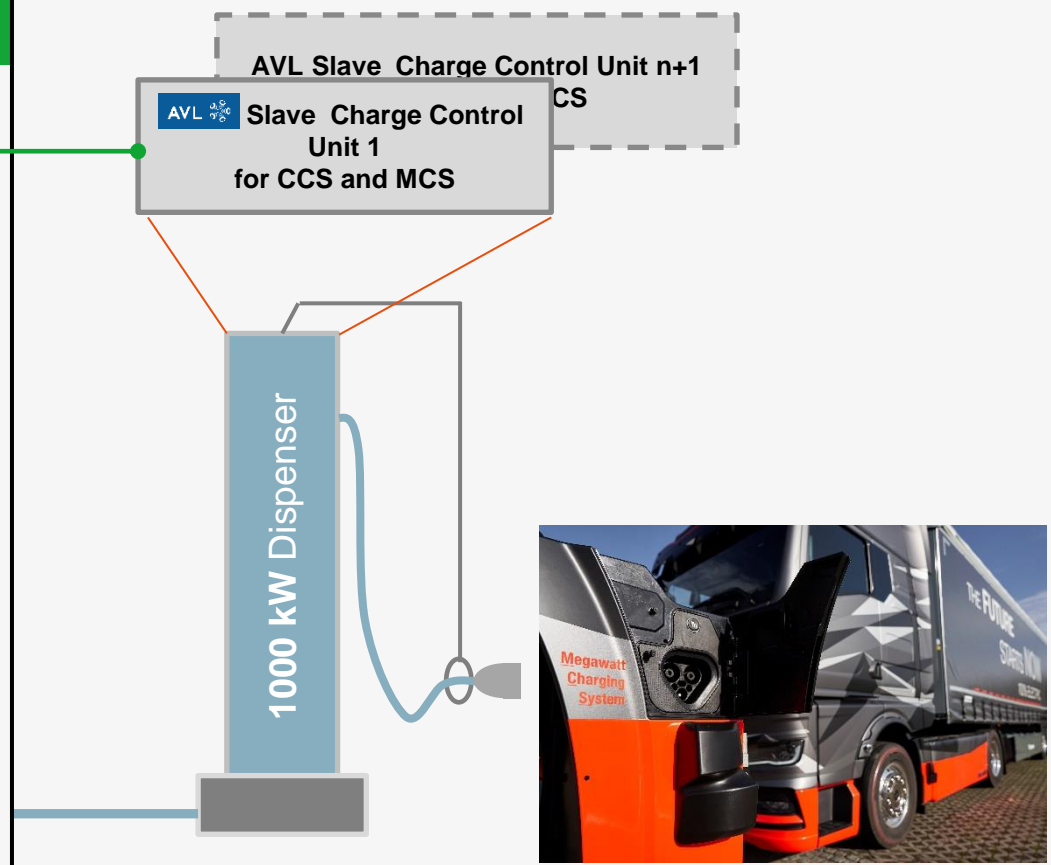 AVL Slave Charge Control Unit n+1
CS
AVL Slave Charge Control
Unit 1
for CCS and MCS
1000 kW Dispenser
Megawatt
Charging
System
THE FUTURE
STARTS NOW